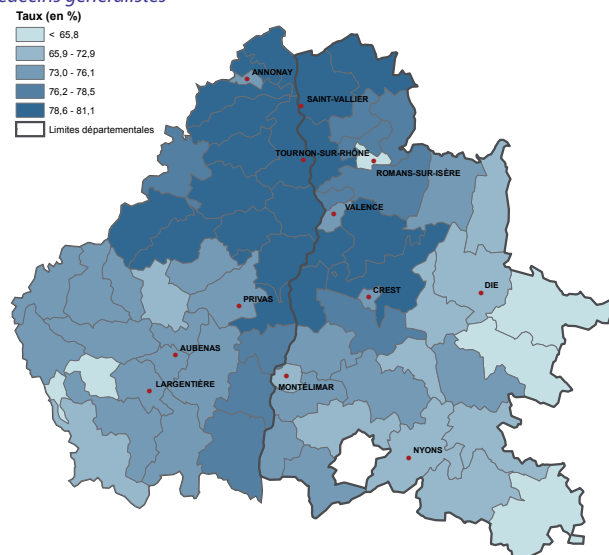 médecins généralistes
Taux (en %)
< 65,8
65,9 - 72,9
73,0 - 76,1
76,2 - 78,5
78,6 - 81,1
Limites départementales
ANNONAY
SAINT-VALLIER
TOURNON-SUR-RHÔNE
ROMANS-SUR-ISÈRE
VALENCE
DIE
CREST
PRIVAS
AUBENAS
LARGENTIÈRE
MONTÉLIMAR
NYONS